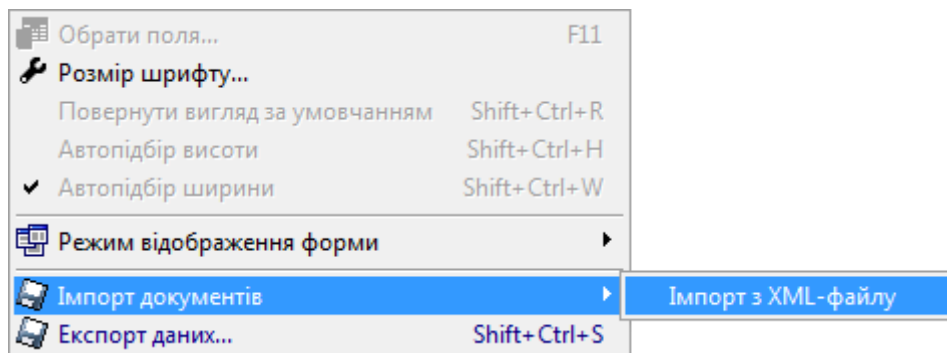 Обрати поля... F11
Розмір шрифту...
Повернути вигляд за умовчанням Shift+Ctrl+R
Автопідбір висоти Shift+Ctrl+H
Автопідбір ширини Shift+Ctrl+W
Режим відображення форми
Імпорт документів Імпорт з XML-файлу
Експорт даних... Shift+Ctrl+S